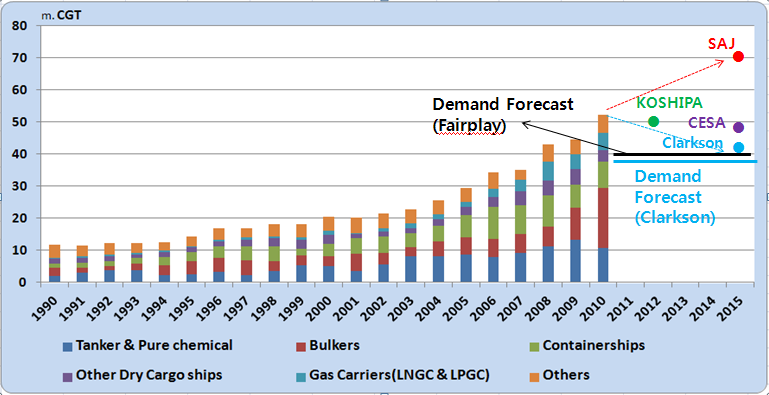 m. CGT
80
70
60
50
40
30
20
10
0
SAJ
KOSHIPA
CESA
Clarkson
Demand Forecast
(Fairplay)
Demand
Forecast
(Clarkson)
1990 1991 1992 1993 1994 1995 1996 1997 1998 1999 2000 2001 2002 2003 2004 2005 2006 2007 2008 2009 2010 2011 2012 2013 2014 2015
Tanker & Pure chemical Bulkers Containerships
Other Dry Cargo ships Gas Carriers(LNGC & LPGC) Others